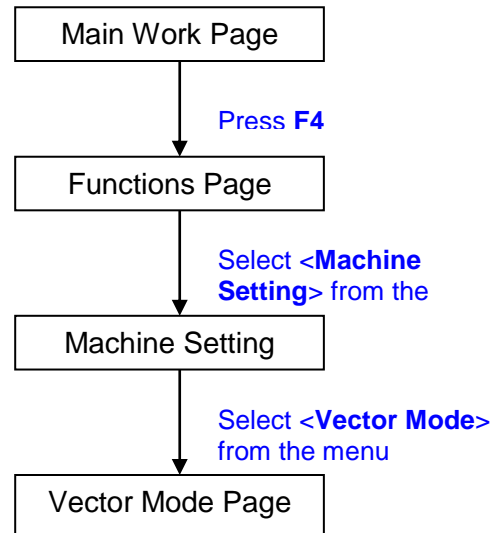 Main Work Page
Press F4
Functions Page
Select <Machine
Setting> from the
Machine Setting
Select <Vector Mode>
from the menu
Vector Mode Page